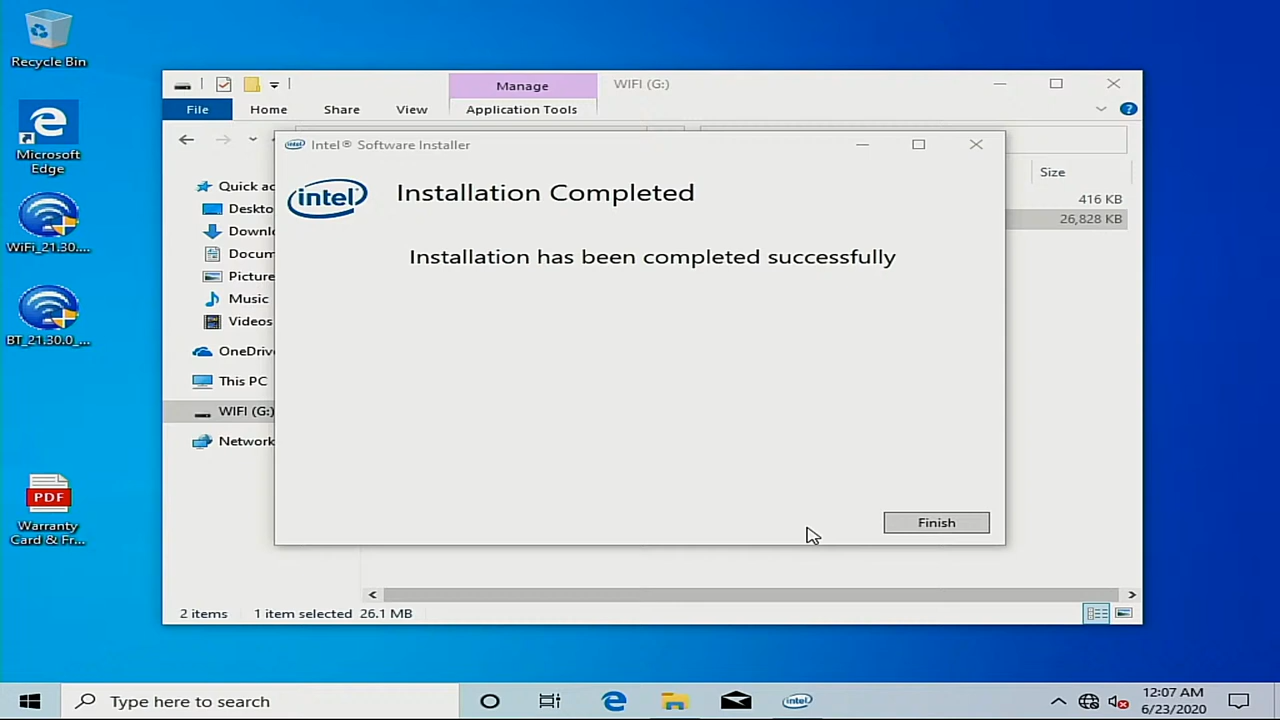 Recycle Bin
Microsoft
Edge
WiFi_21.30....
BT_21.30.0_...
PDF
Warranty
Card & Fr...
Manage
WIFI (G:)
File
Home
Share
View
Application Tools
?
Intel® Software Installer
intel
Installation Completed
Installation has been completed successfully
Finish
Size
416 KB
26,828 KB
Quick ac
Deskto
Downl
Docum
Picture
Music
Videos
OneDriv
This PC
WIFI (G:)
Network
2 items
1 item selected 26.1 MB
Type here to search
intel
12:07 AM
6/23/2020